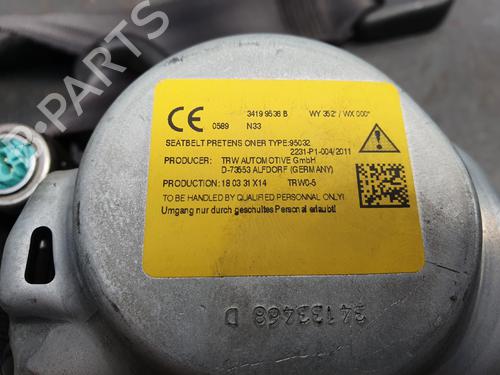 B-PARTS
CE 34199536 B WY 352° / WX 000°
0589 N33
SEATBELT PRETENSIONER TYPE:95032
2231-P1-004/2011
PRODUCER: TRW AUTOMOTIVE GmbH
D-73553 ALFDORF (GERMANY)
PRODUCTION: 18 03 31 X14 TRW0-5
TO BE HANDLED BY QUALIFIED PERSONAL ONLY!
Umgang nur durch geschultes Personal erlaubt!
34133468 D